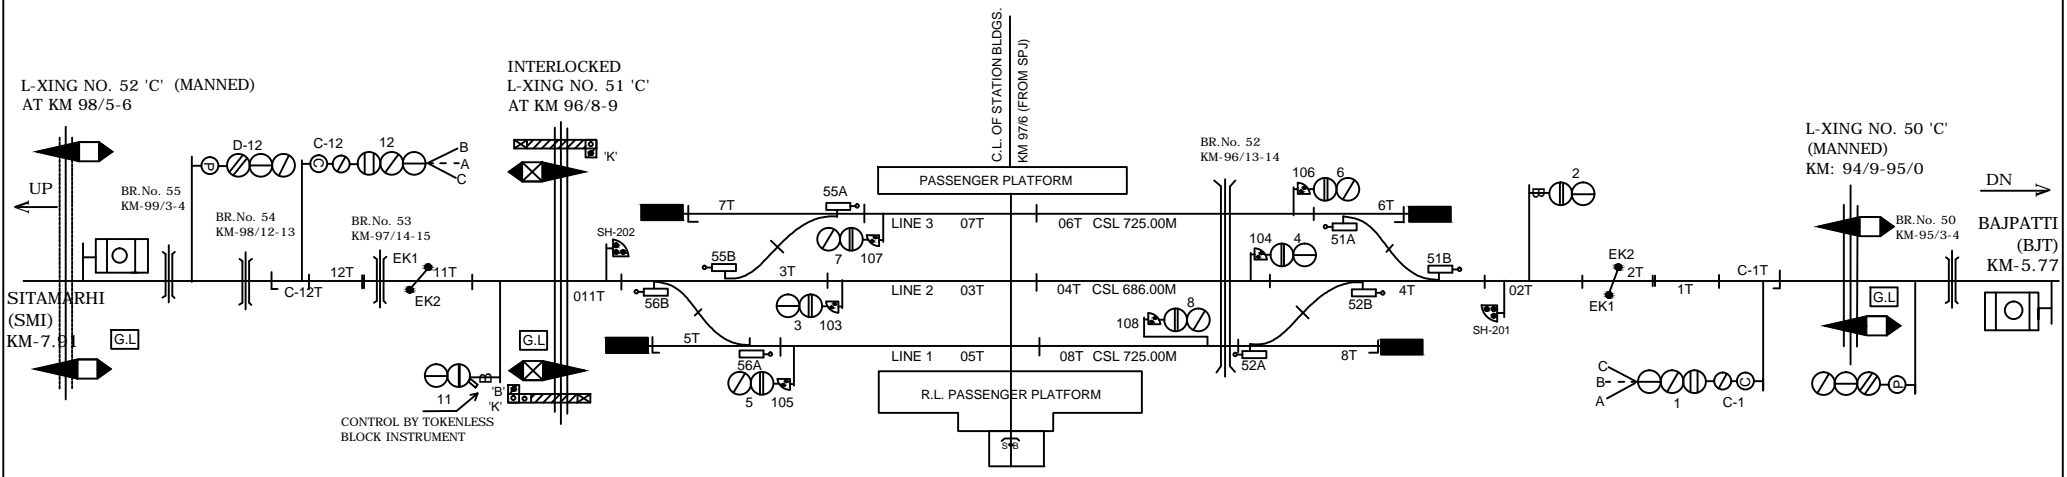 C.L. OF STATION BLDGS.
KM 97/6 (FROM SPJ)
L-XING NO. 52 'C' (MANNED)
AT KM 98/5-6
INTERLOCKED
L-XING NO. 51 'C'
AT KM 96/8-9
L-XING NO. 50 'C'
(MANNED)
KM: 94/9-95/0
D-12
C-12
12
B
A
C
P
C
'K'
BR.No. 52
KM-96/13-14
PASSENGER PLATFORM
106
6
2
B
UP
DN
BR.No. 55
KM-99/3-4
BR.No. 54
KM-98/12-13
BR.No. 53
KM-97/14-15
BR.No. 50
KM-95/3-4
BAJPATTI
(BJT)
KM-5.77
55A
7T
LINE 3
07T
06T
CSL 725.00M
6T
51A
SH-202
7
107
104
4
55B
51B
EK1
EK2
12T
11T
C-12T
011T
3T
LINE 2
03T
04T
CSL 686.00M
4T
02T
EK2
EK1
2T
1T
C-1T
G.L
56B
52B
SITAMARHI
(SMI)
KM-7.91
G.L
G.L
3
103
108
8
SH-201
5T
LINE 1
05T
08T
CSL 725.00M
8T
56A
52A
11
B
'B'
'K'
5
105
R.L. PASSENGER PLATFORM
C
B
A
1
C
C-1
P
CONTROL BY TOKENLESS
BLOCK INSTRUMENT
S B